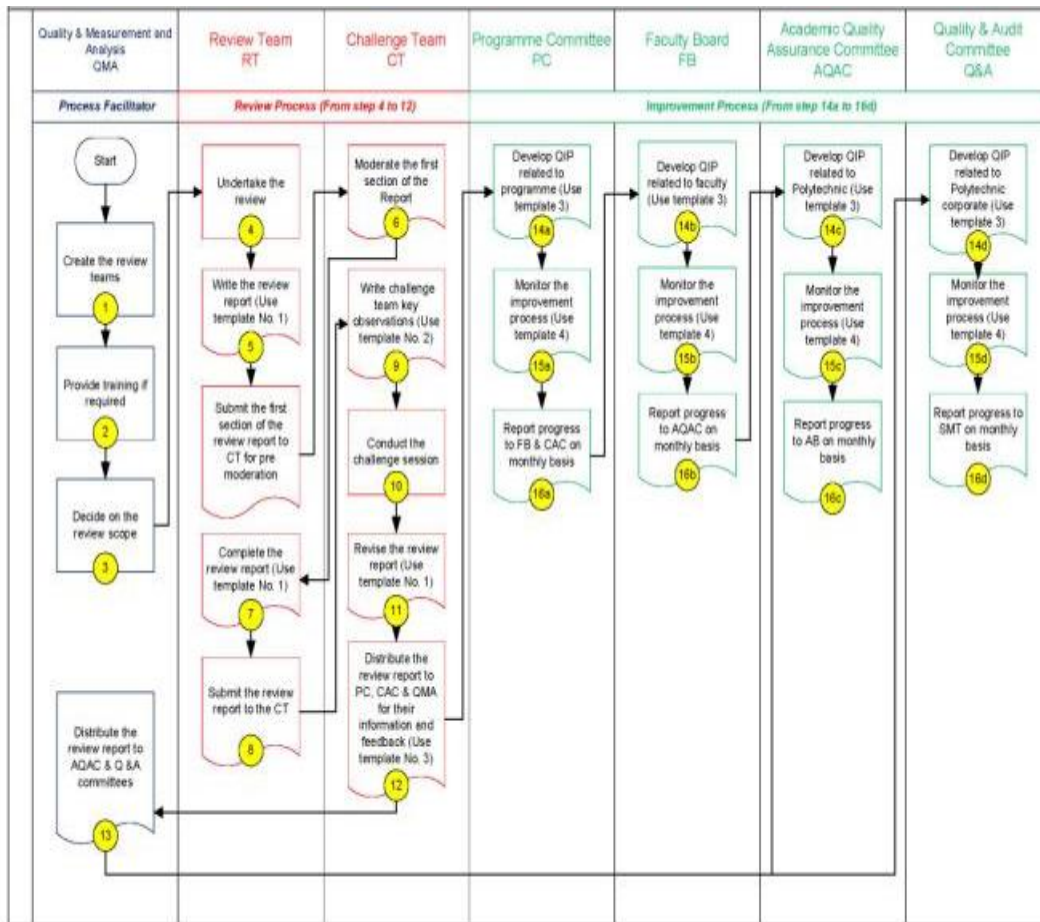 Quality & Measurement and
Analysis
QMA
Review Team
RT
Challenge Team
CT
Programme Committee
PC
Faculty Board
FB
Academic Quality
Assurance Committee
AQAC
Quality & Audit
Committee
Q&A
Process Facilitator
Review Process (From step 4 to 12)
Improvement Process (From step 14a to 16d)
Start
Create the review
teams
1
Provide training if
required
2
Decide on the
review scope
3
Distribute the
review report to
AQAC & Q &A
committees
13
Undertake the
review
4
Write the review
report (Use
template No. 1)
5
Submit the first
section of the
review report to
CT for pre
moderation
Complete the
review report (Use
template No. 1)
7
Submit the review
report to the CT
8
Moderate the first
section of the
Report
6
Write challenge
team key
observations (Use
template No. 2)
9
Conduct the
challenge session
10
Revise the review
report (Use
template No. 1)
11
Distribute the
review report to
PC, CAC & QMA
for their
information and
feedback (Use
template No. 3)
12
Develop QIP
related to
programme (Use
template 3)
14a
Monitor the
improvement
process (Use
template 4)
15a
Report progress
to FB & CAC on
monthly basis
16a
Develop QIP
related to faculty
(Use template 3)
14b
Monitor the
improvement
process (Use
template 4)
15b
Report progress
to AQAC on
monthly basis
16b
Develop QIP
related to
Polytechnic (Use
template 3)
14c
Monitor the
improvement
process (Use
template 4)
15c
Report progress
to AB on monthly
basis
16c
Develop QIP
related to
Polytechnic
corporate (Use
template 3)
14d
Monitor the
improvement
process (Use
template 4)
15d
Report progress to
SMT on monthly
basis
16d